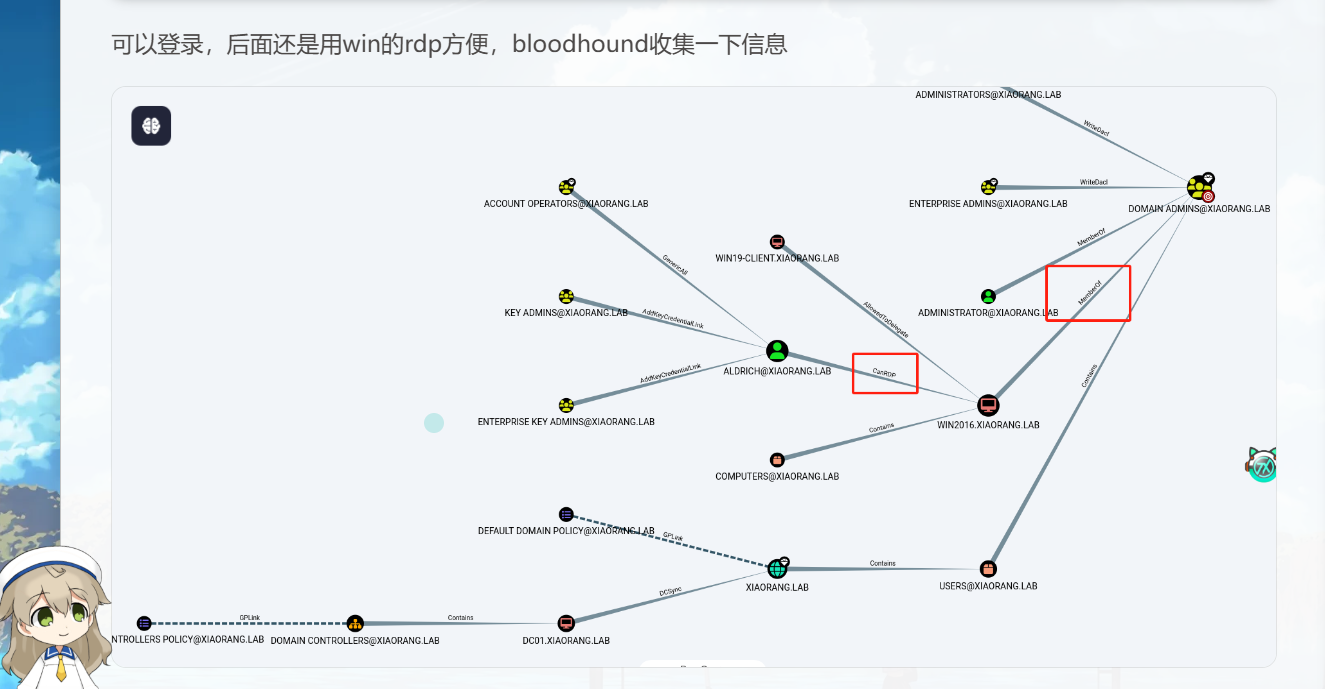 可以登录，后面还是用win的rdp方便，bloodhound收集一下信息
ADMINISTRATORS@XIAORANG.LAB
WriteDacl
WriteDacl
ENTERPRISE ADMINS@XIAORANG.LAB
DOMAIN ADMINS@XIAORANG.LAB
ACCOUNT OPERATORS@XIAORANG.LAB
MemberOf
WIN19-CLIENT.XIAORANG.LAB
GenericAll
MemberOf
KEY ADMINS@XIAORANG.LAB
AddKeyCredentialLink
AllowedToDelegate
ADMINISTRATOR@XIAORANG.LAB
ALDRICH@XIAORANG.LAB
CanRDP
AddKeyCredentialLink
Contains
ENTERPRISE KEY ADMINS@XIAORANG.LAB
Contains
WIN2016.XIAORANG.LAB
COMPUTERS@XIAORANG.LAB
DEFAULT DOMAIN POLICY@XIAORANG.LAB
GPLink
Contains
XIAORANG.LAB
USERS@XIAORANG.LAB
DCSync
GPLink
Contains
NTROLLERS POLICY@XIAORANG.LAB
DOMAIN CONTROLLERS@XIAORANG.LAB
DC01.XIAORANG.LAB